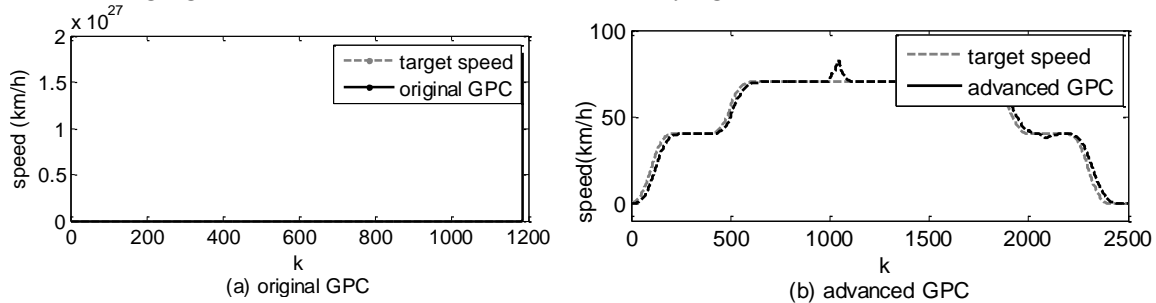 x 10^27
2
1.5
1
0.5
0
speed (km/h)
target speed
original GPC
0 200 400 600 800 1000 1200
k
(a) original GPC
100
50
0
speed(km/h)
target speed
advanced GPC
0 500 1000 1500 2000 2500
k
(b) advanced GPC